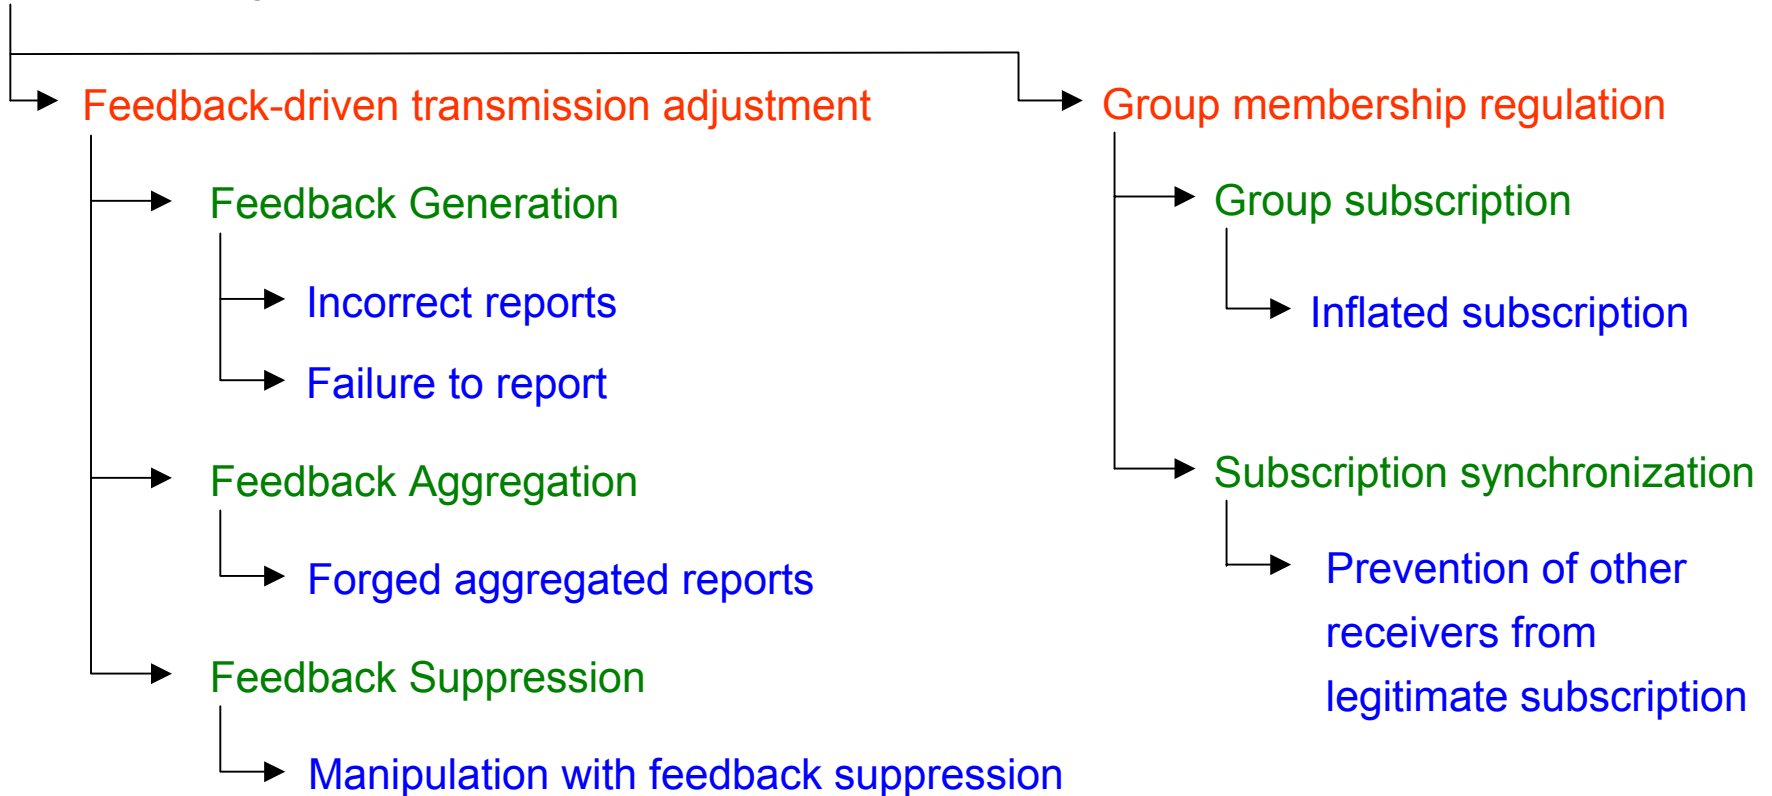 Feedback-driven transmission adjustment
Feedback Generation
Incorrect reports
Failure to report
Feedback Aggregation
Forged aggregated reports
Feedback Suppression
Manipulation with feedback suppression
Group membership regulation
Group subscription
Inflated subscription
Subscription synchronization
Prevention of other
receivers from
legitimate subscription